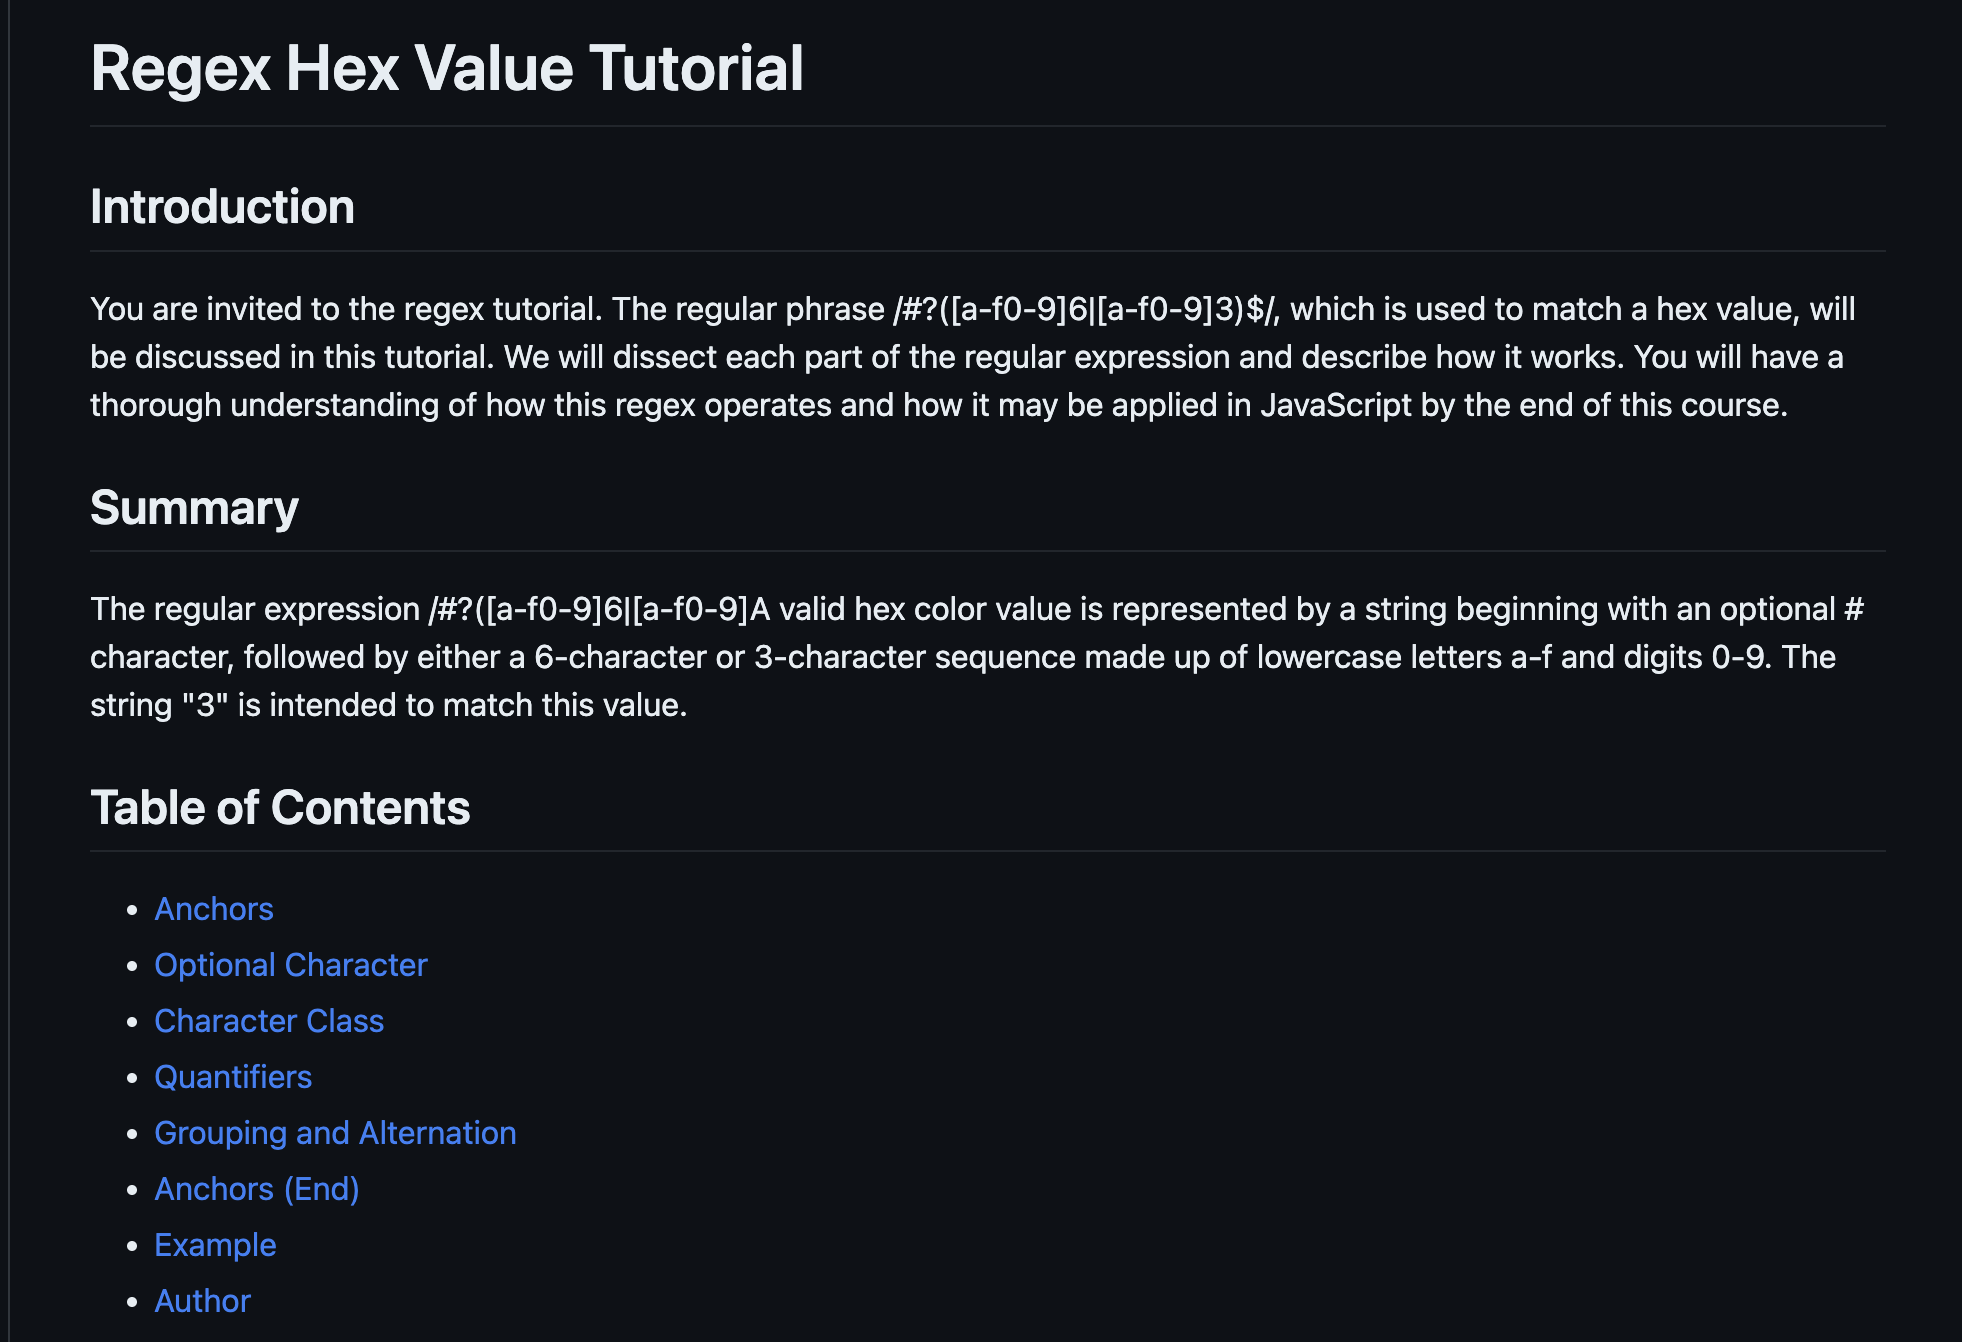 Regex Hex Value Tutorial
Introduction
You are invited to the regex tutorial. The regular phrase /#?([a-f0-9]6|[a-f0-9]3)$/, which is used to match a hex value, will
be discussed in this tutorial. We will dissect each part of the regular expression and describe how it works. You will have a
thorough understanding of how this regex operates and how it may be applied in JavaScript by the end of this course.
Summary
The regular expression /#?([a-f0-9]6|[a-f0-9]A valid hex color value is represented by a string beginning with an optional #
character, followed by either a 6-character or 3-character sequence made up of lowercase letters a-f and digits 0-9. The
string "3" is intended to match this value.
Table of Contents
• Anchors
• Optional Character
• Character Class
• Quantifiers
• Grouping and Alternation
• Anchors (End)
• Example
• Author